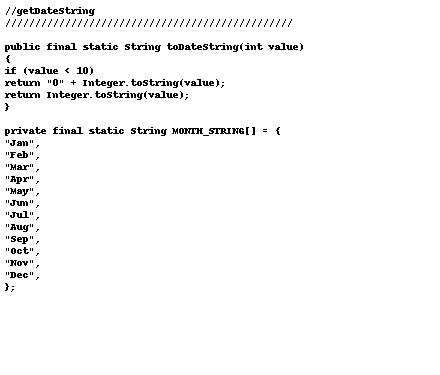 //getDateString
////////////////////////////////////////////////

public final static String toDateString(int value)
{
if (value < 10)
return "0" + Integer.toString(value);
return Integer.toString(value);
}

private final static String MONTH_STRING[] = {
"Jan",
"Feb",
"Mar",
"Apr",
"May",
"Jun",
"Jul",
"Aug",
"Sep",
"Oct",
"Nov",
"Dec",
};